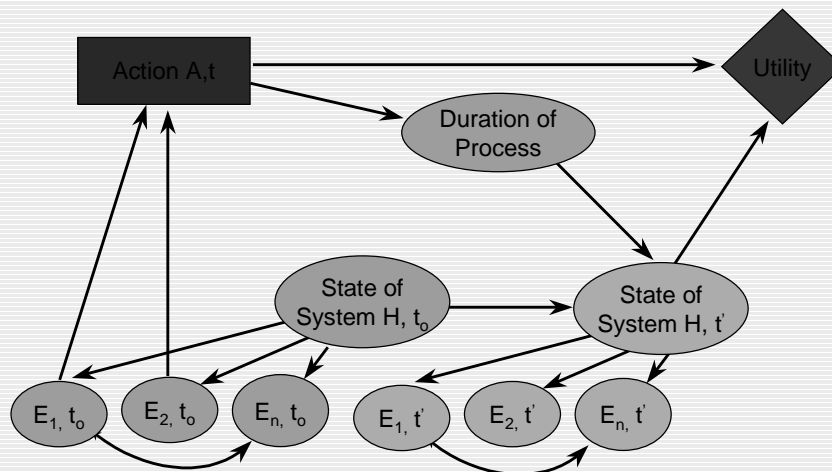 Action A,t
Utility
Duration of
Process
State of
System H, tₒ
State of
System H, t'
E₁, tₒ
E₂, tₒ
Eₙ, tₒ
E₁, t'
E₂, t'
Eₙ, t'